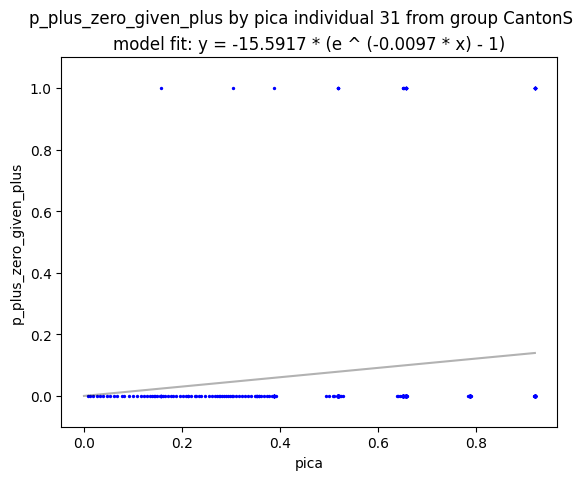 p_plus_zero_given_plus by pica individual 31 from group CantonS
model fit: y = -15.5917 * (e ^ (-0.0097 * x) - 1)
1.0
0.8
0.6
0.4
0.2
0.0
p_plus_zero_given_plus
0.0 0.2 0.4 0.6 0.8
pica